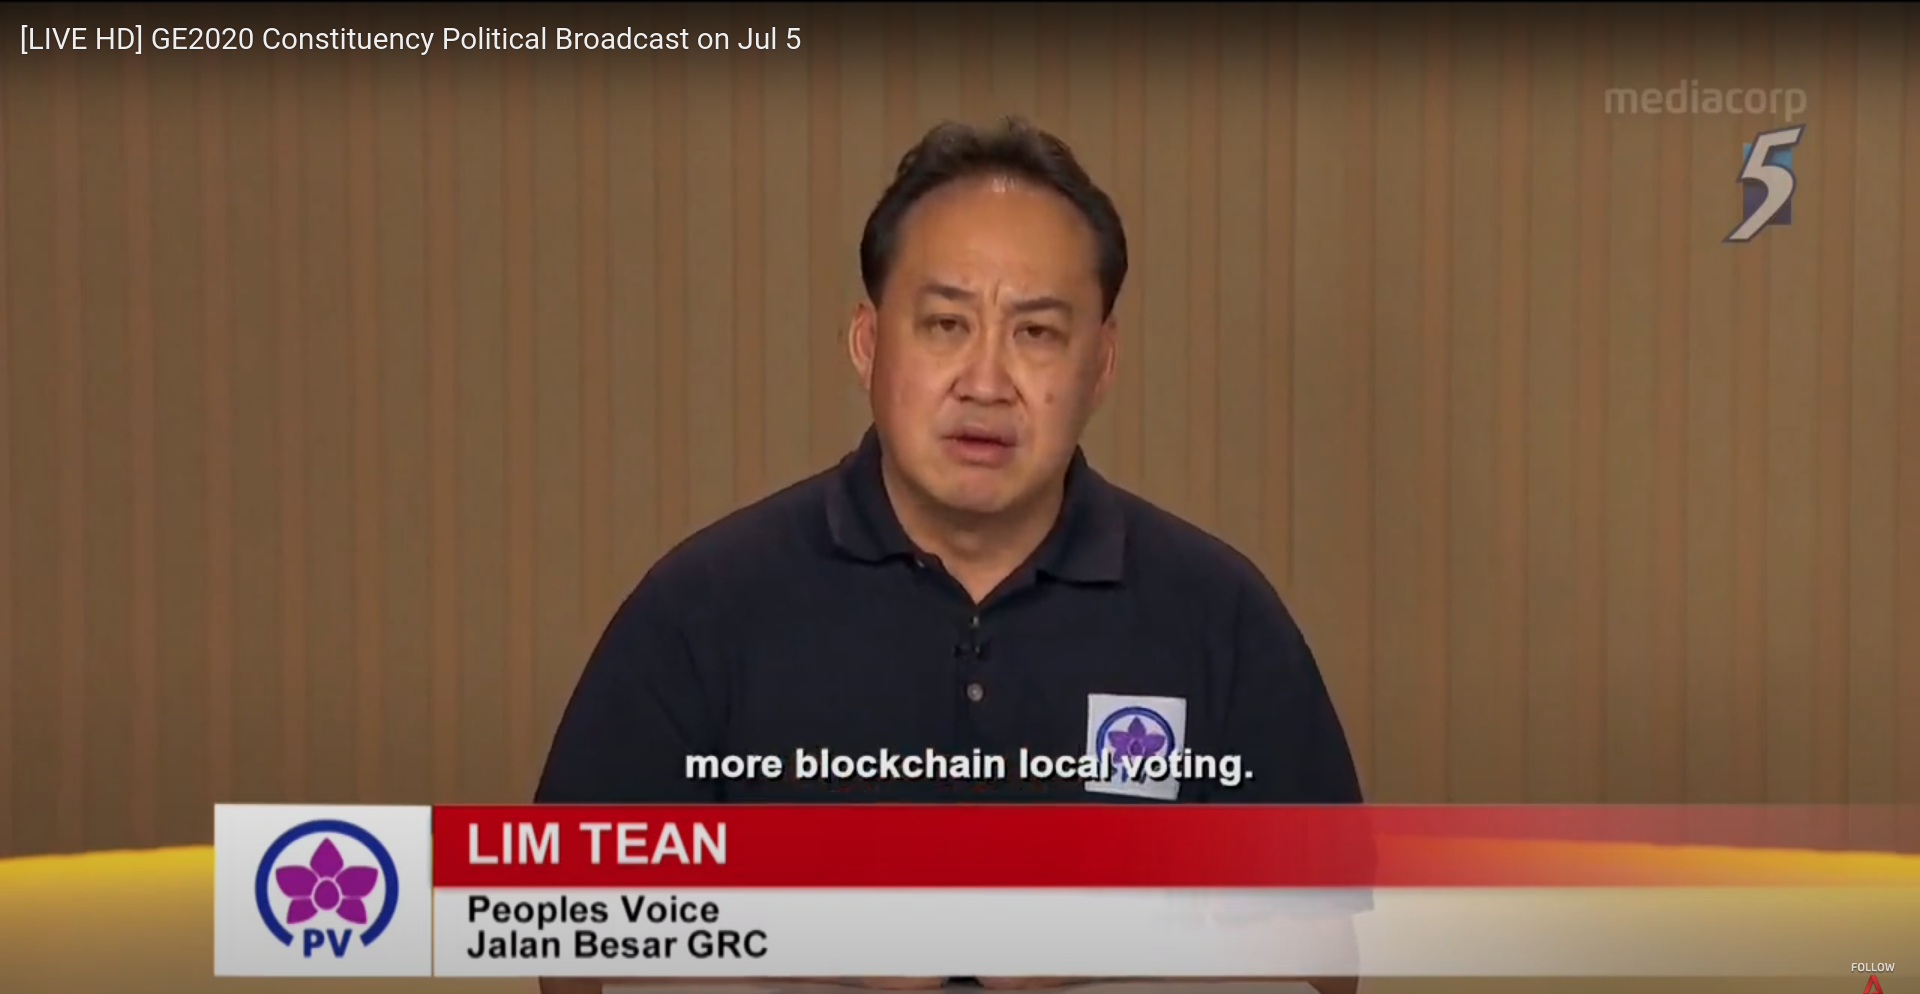 [LIVE HD] GE2020 Constituency Political Broadcast on Jul 5
mediacorp
5
more blockchain local voting.
LIM TEAN
Peoples Voice
Jalan Besar GRC
PV
FOLLOW